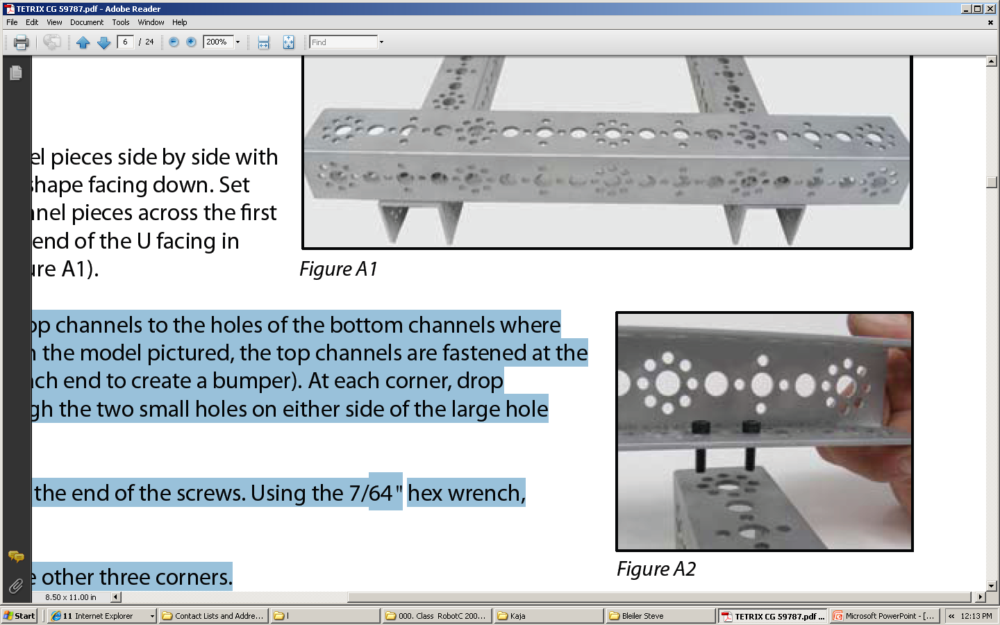 TETRIX CG 59787.pdf - Adobe Reader
File Edit View Document Tools Window Help
6 / 24 200% Find
el pieces side by side with
shape facing down. Set
nnel pieces across the first
end of the U facing in
ure A1).
Figure A1
op channels to the holes of the bottom channels where
n the model pictured, the top channels are fastened at the
ach end to create a bumper). At each corner, drop
gh the two small holes on either side of the large hole
the end of the screws. Using the 7/64" hex wrench,
e other three corners.
Figure A2
8.50 x 11.00 in
Start 11 Internet Explorer Contact Lists and Addre... l 000. Class RobotC 200... Kaja Bleiler Steve TETRIX CG 59787.pdf ... Microsoft PowerPoint - [... « 12:13 PM